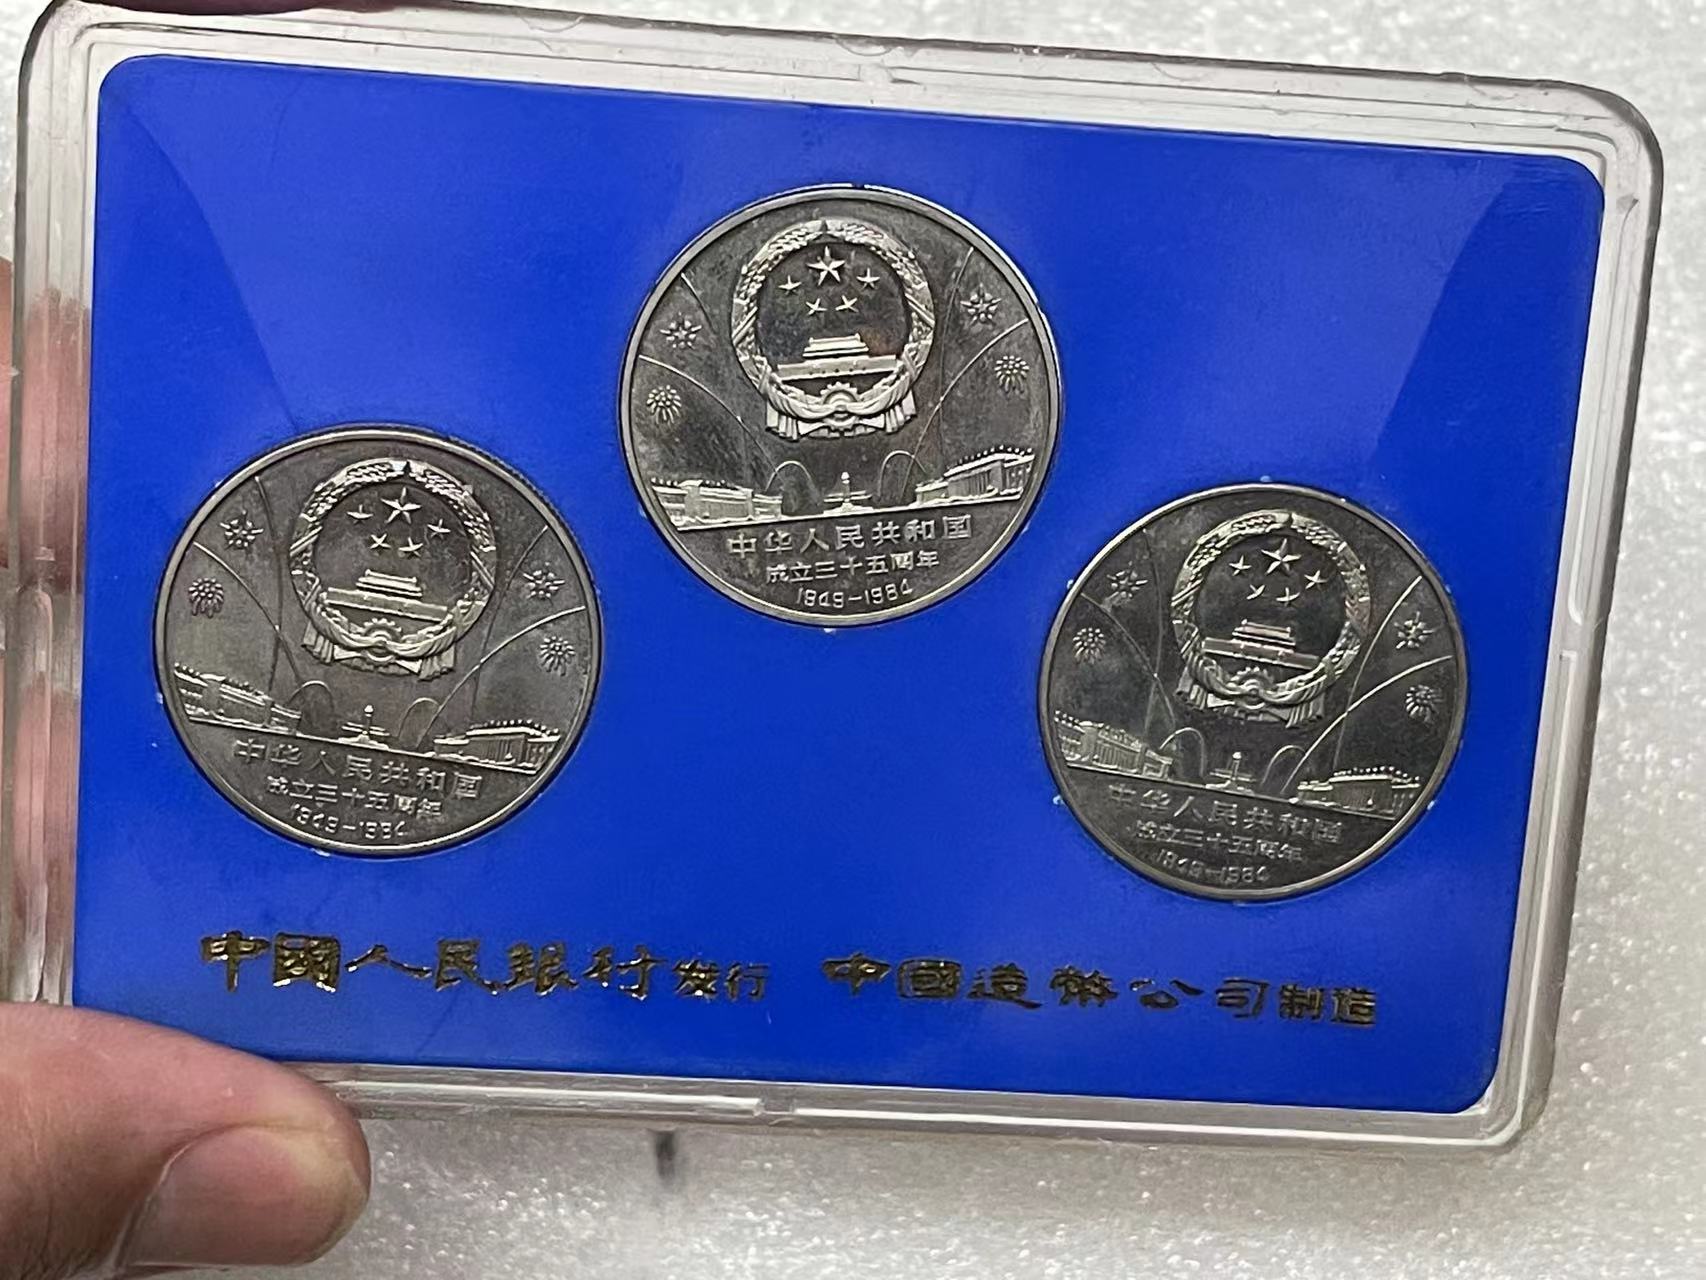 中华人民共和国
成立三十五周年
1949-1984
中华人民共和国
成立三十五周年
1949-1984
中华人民共和国
成立三十五周年
1949-1984
中國人民銀行发行 中國造幣公司制造